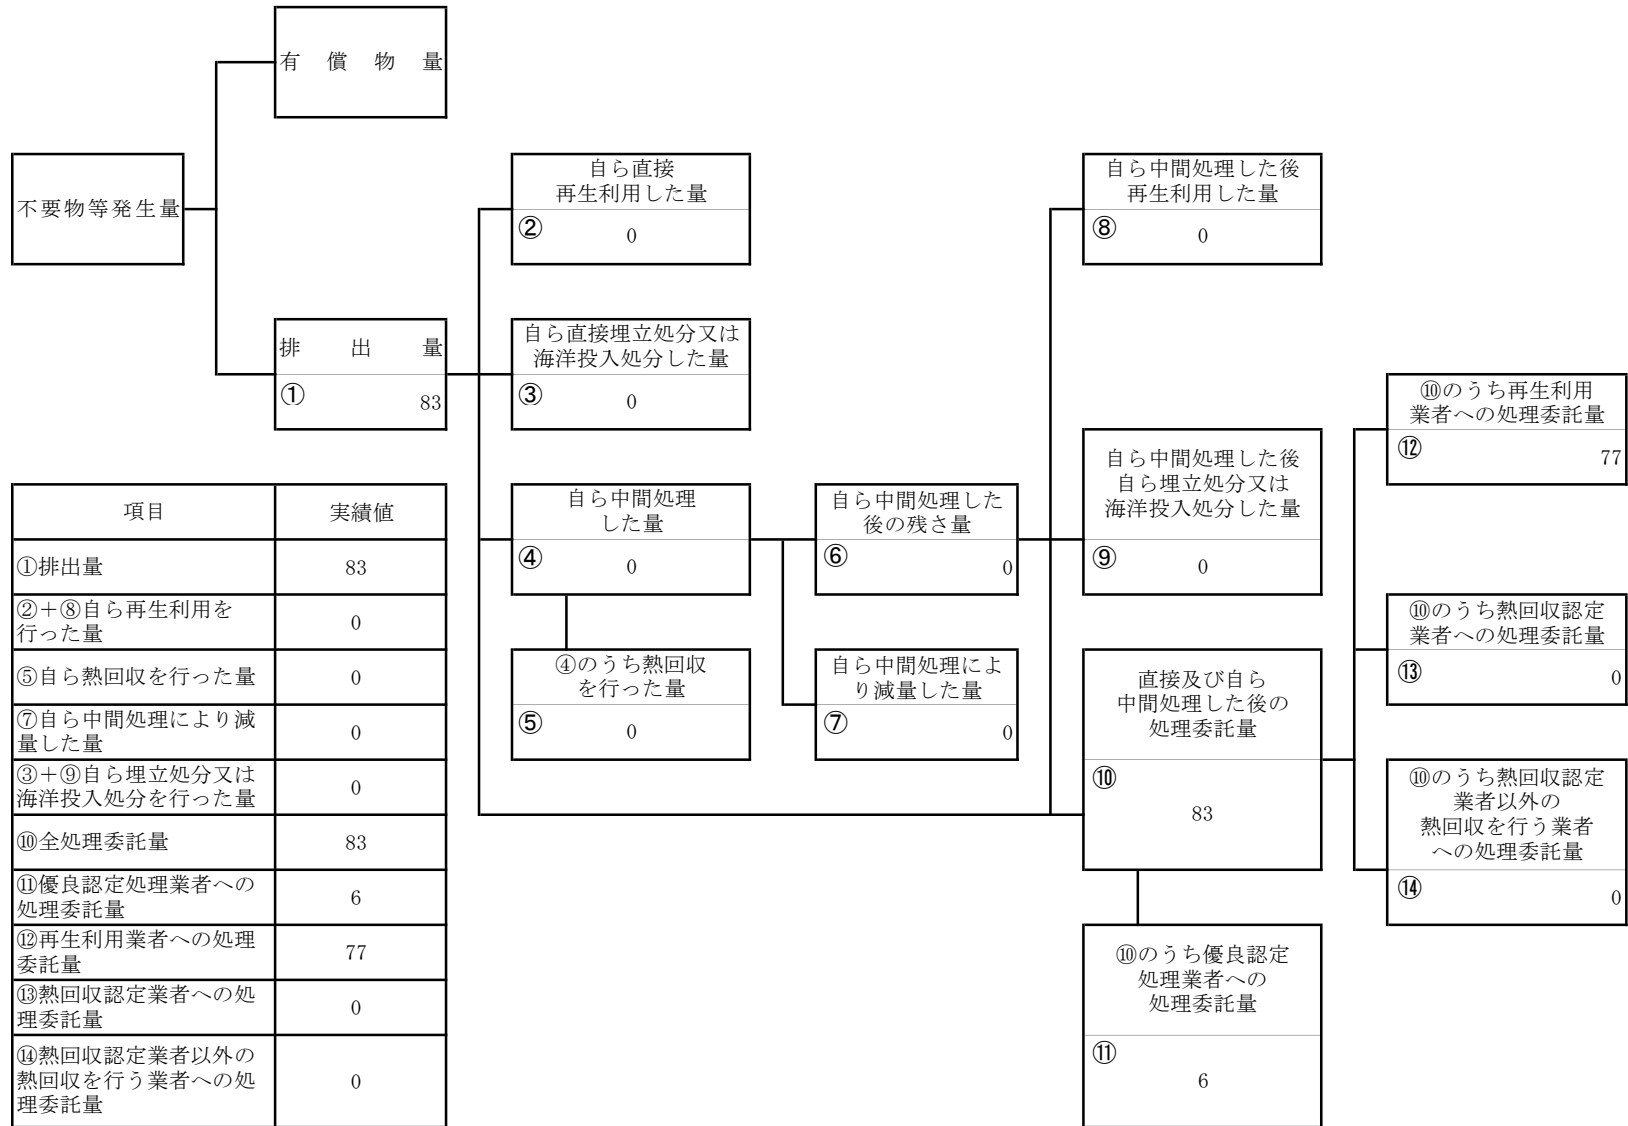 有償物量
不要物等発生量
排出量
①
83
自ら直接
再生利用した量
②
0
自ら直接埋立処分又は
海洋投入処分した量
③
0
自ら中間処理
した量
④
0
④のうち熱回収
を行った量
⑤
0
自ら中間処理した
後の残さ量
⑥
0
自ら中間処理によ
り減量した量
⑦
0
自ら中間処理した後
再生利用した量
⑧
0
自ら中間処理した後
自ら埋立処分又は
海洋投入処分した量
⑨
0
直接及び自ら
中間処理した後の
処理委託量
⑩
83
⑩のうち優良認定
処理業者への
処理委託量
⑪
6
⑩のうち再生利用
業者への処理委託量
⑫
77
⑩のうち熱回収認定
業者への処理委託量
⑬
0
⑩のうち熱回収認定
業者以外の
熱回収を行う業者
への処理委託量
⑭
0
項目 実績値
①排出量 83
②+⑧自ら再生利用を
行った量 0
⑤自ら熱回収を行った量 0
⑦自ら中間処理により減
量した量 0
③+⑨自ら埋立処分又は
海洋投入処分を行った量 0
⑩全処理委託量 83
⑪優良認定処理業者への
処理委託量 6
⑫再生利用業者への処理
委託量 77
⑬熱回収認定業者への処
理委託量 0
⑭熱回収認定業者以外の
熱回収を行う業者への処
理委託量 0